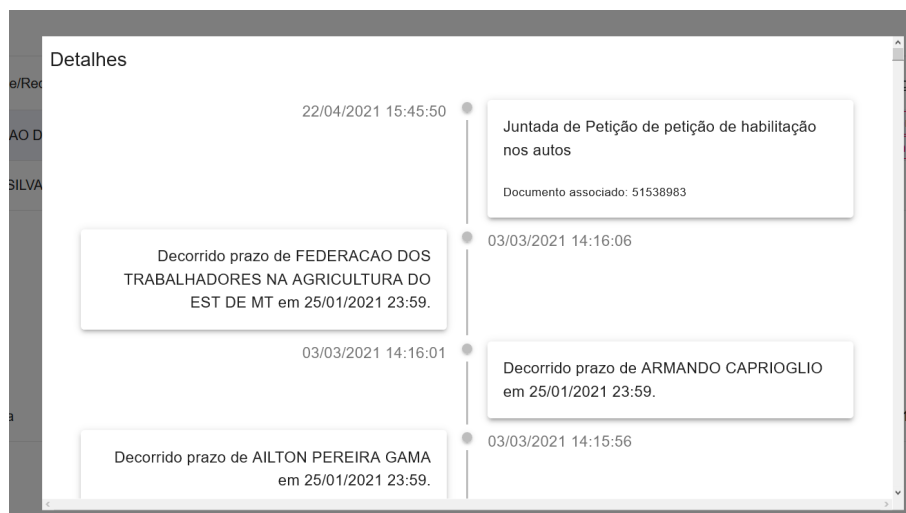 Detalhes
22/04/2021 15:45:50
Juntada de Petição de petição de habilitação
nos autos
Documento associado: 51538983
03/03/2021 14:16:06
Decorrido prazo de FEDERACAO DOS
TRABALHADORES NA AGRICULTURA DO
EST DE MT em 25/01/2021 23:59.
03/03/2021 14:16:01
Decorrido prazo de ARMANDO CAPRIOGLIO
em 25/01/2021 23:59.
03/03/2021 14:15:56
Decorrido prazo de AILTON PEREIRA GAMA
em 25/01/2021 23:59.
e/Rec
AO D
SILVA
a